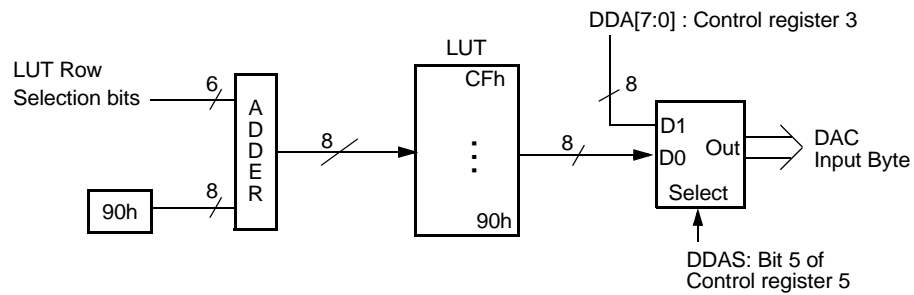 DDA[7:0] : Control register 3
LUT
LUT Row
Selection bits
6
ADDER
8
90h
8
CFh
⋮
90h
8
8
D1
D0
Out
Select
DAC
Input Byte
DDAS: Bit 5 of
Control register 5